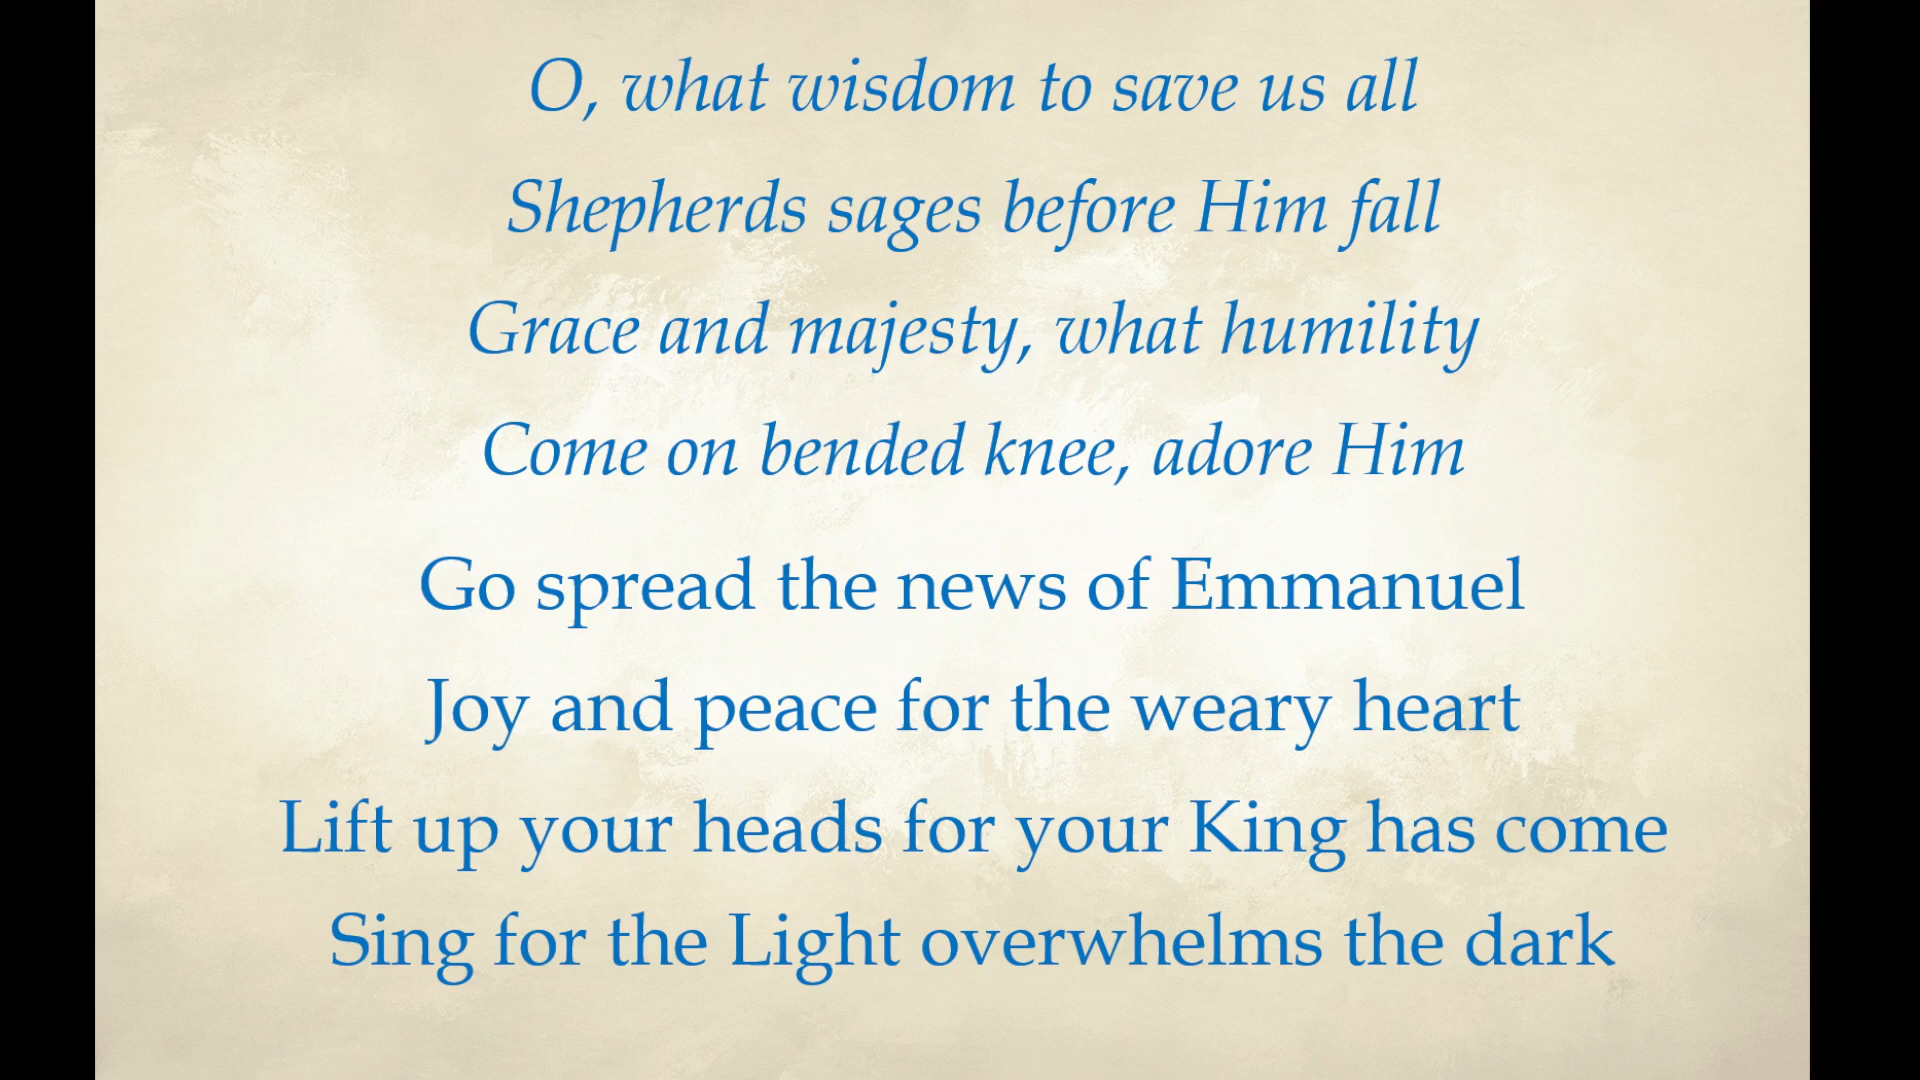 O, what wisdom to save us all
Shepherds sages before Him fall
Grace and majesty, what humility
Come on bended knee, adore Him
Go spread the news of Emmanuel
Joy and peace for the weary heart
Lift up your heads for your King has come
Sing for the Light overwhelms the dark